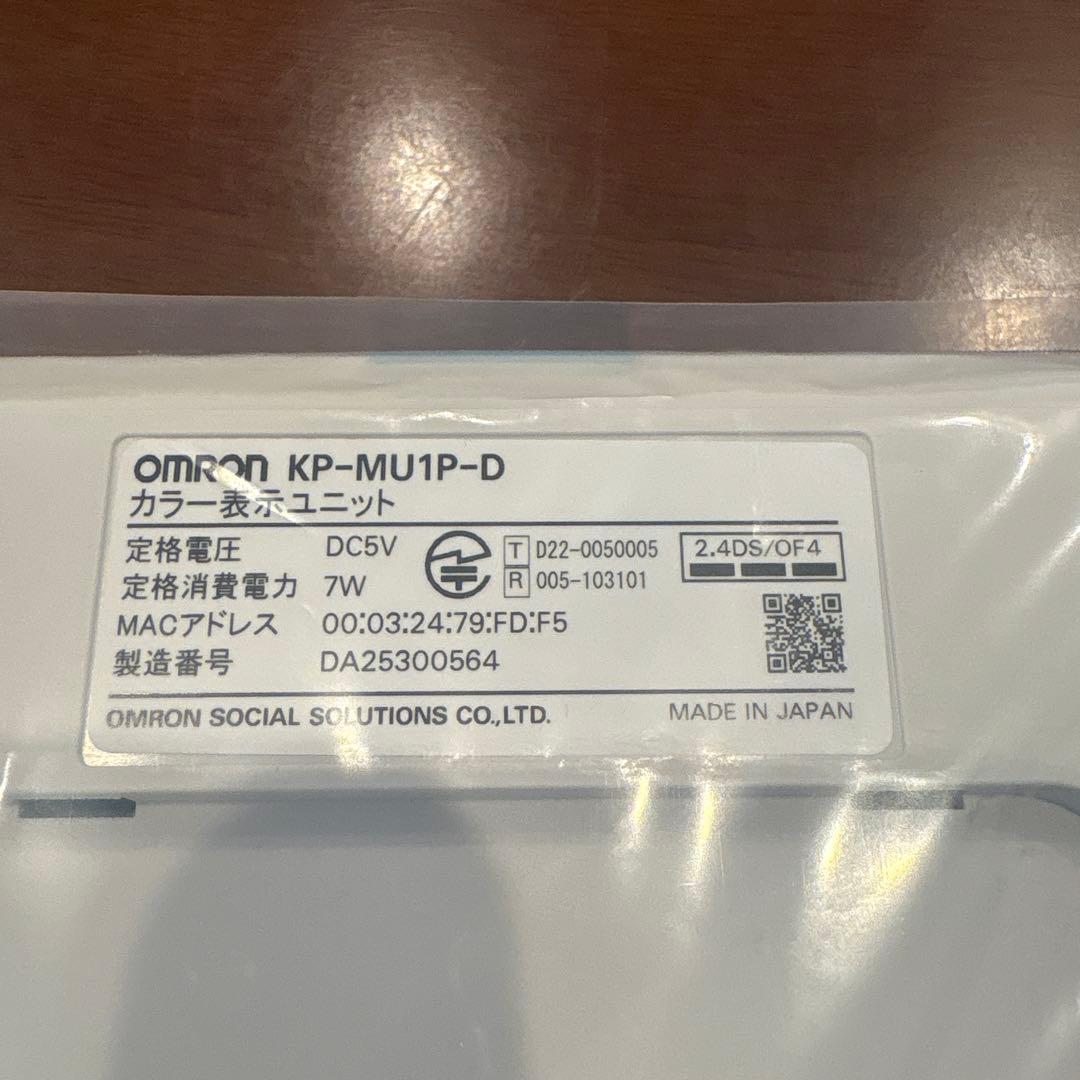 OMRON KP-MU1P-D
カラー表示ユニット
定格電圧 DC5V
定格消費電力 7W
T D22-0050005
R 005-103101
2.4DS/OF4
MACアドレス 00:03:24:79:FD:F5
製造番号 DA25300564
OMRON SOCIAL SOLUTIONS CO.,LTD. MADE IN JAPAN